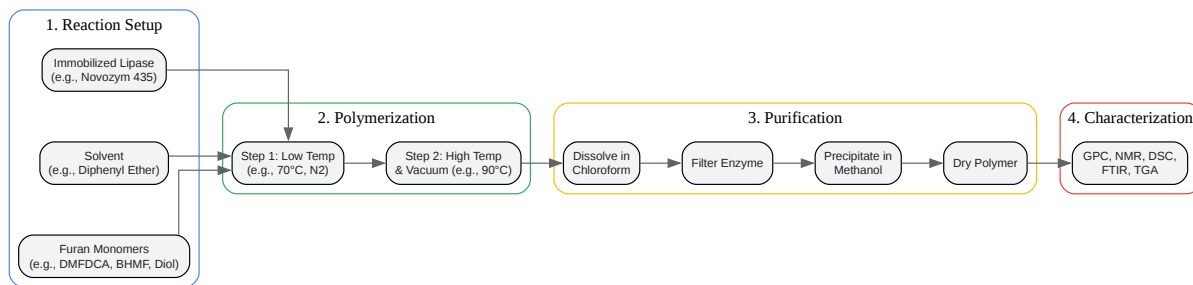 1. Reaction Setup
Immobilized Lipase
(e.g., Novozym 435)
Solvent
(e.g., Diphenyl Ether)
Furan Monomers
(e.g., DMFDCA, BHMF, Diol)
2. Polymerization
Step 1: Low Temp
(e.g., 70°C, N2)
Step 2: High Temp
& Vacuum (e.g., 90°C)
3. Purification
Dissolve in
Chloroform
Filter Enzyme
Precipitate in
Methanol
Dry Polymer
4. Characterization
GPC, NMR, DSC,
FTIR, TGA